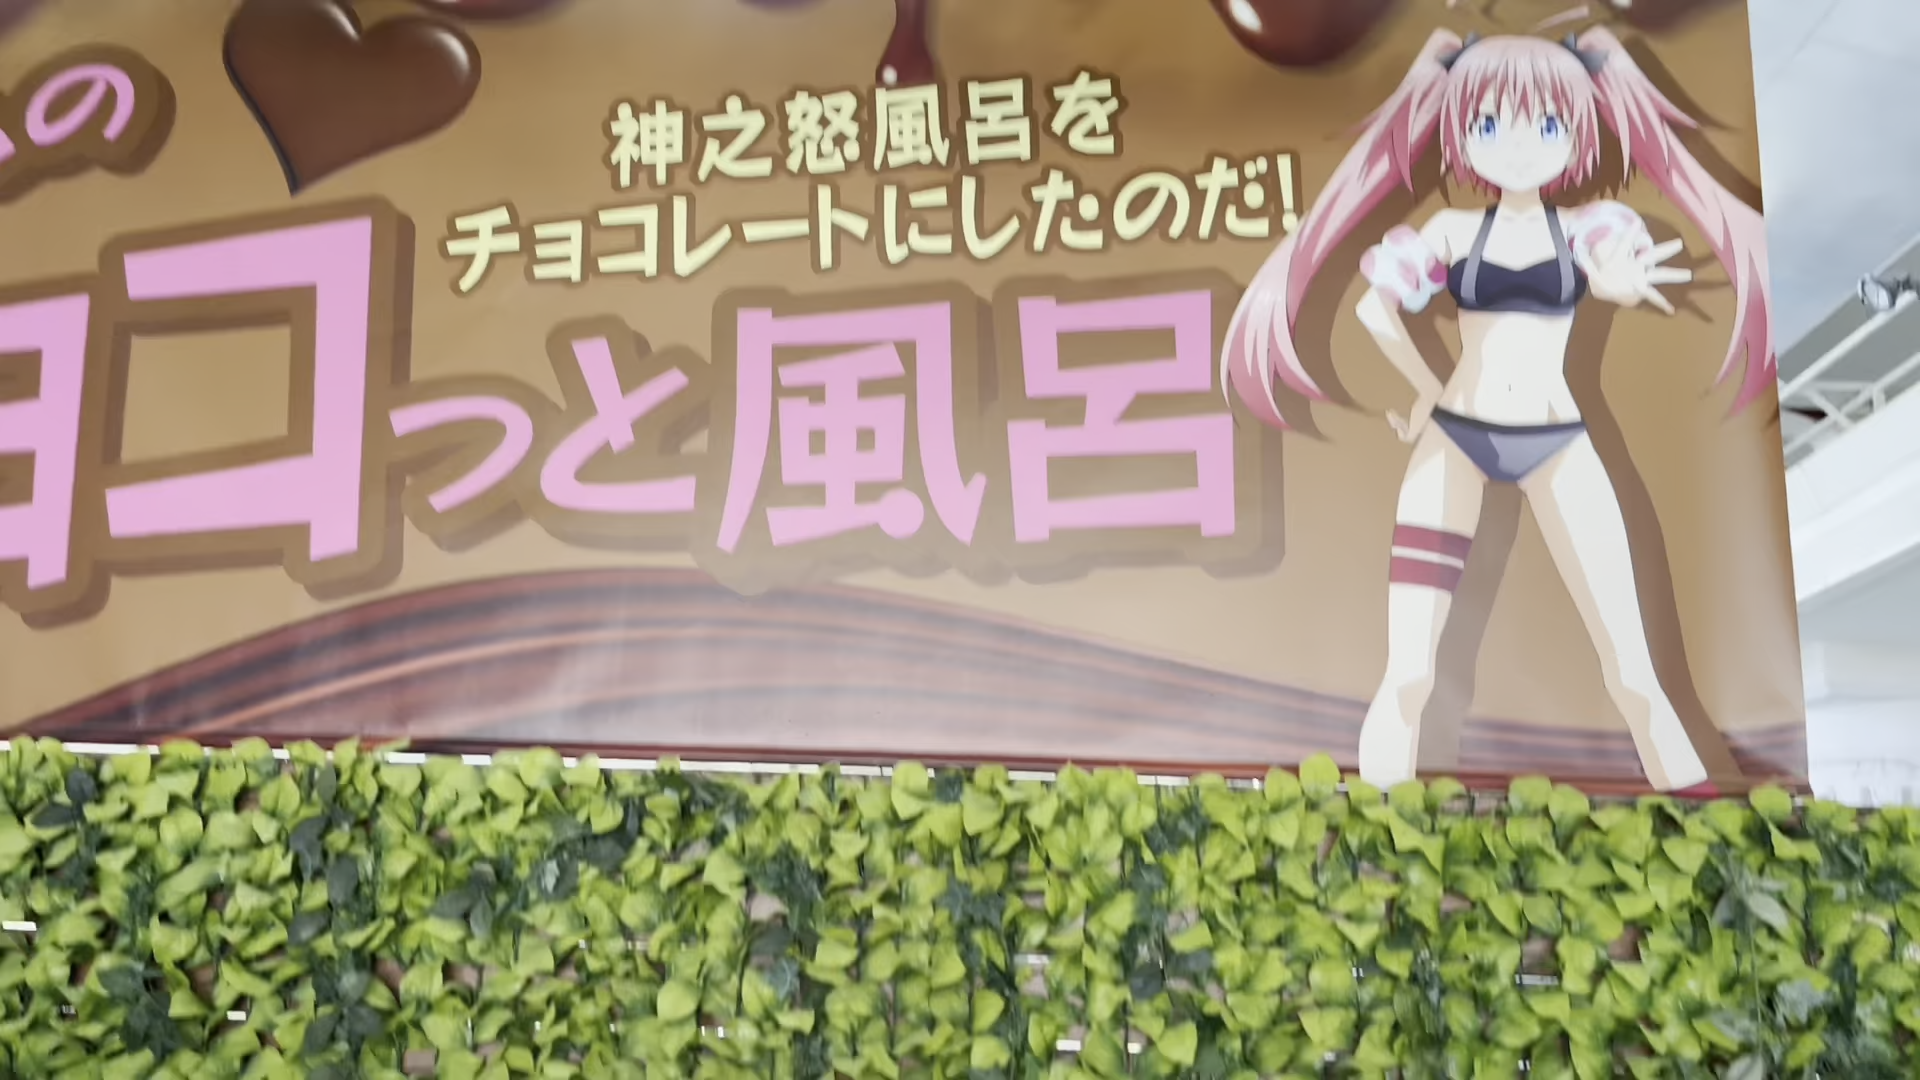 の
神之怒風呂を
チョコレートにしたのだ!
ョコっと風呂